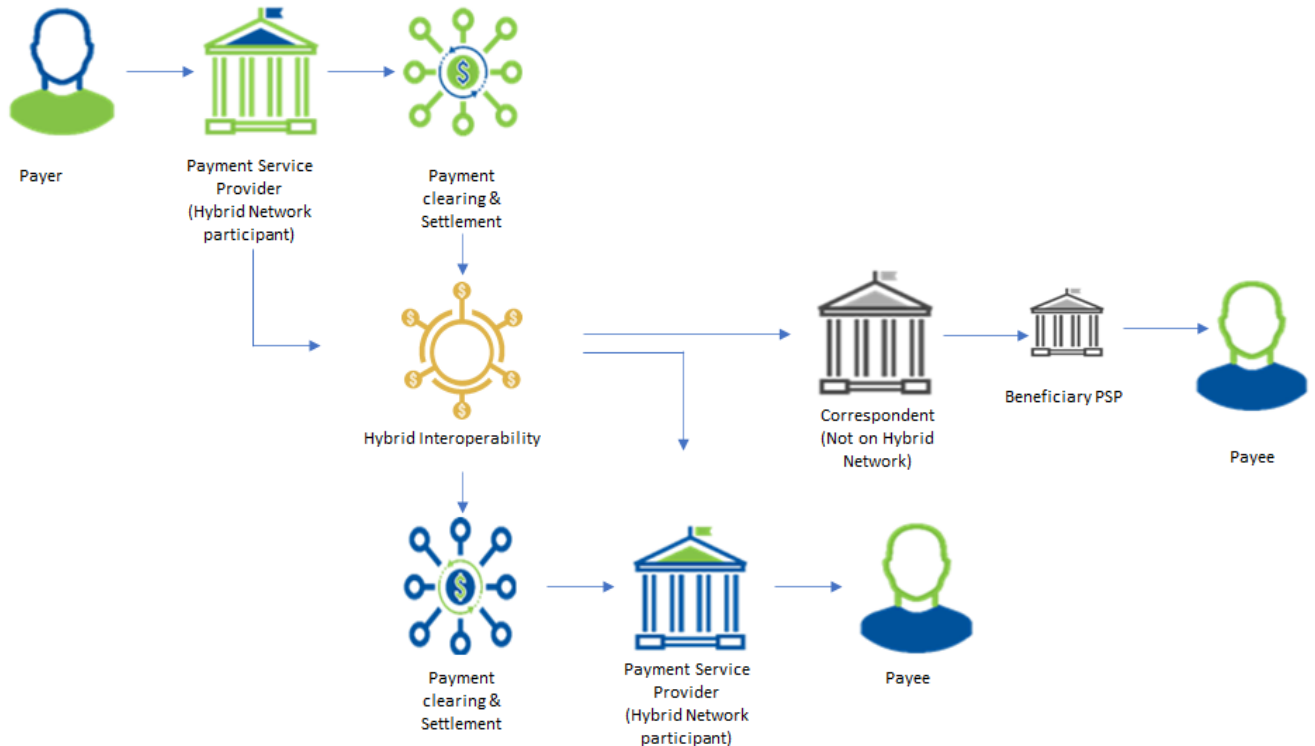 Payer
Payment Service
Provider
(Hybrid Network
participant)
Payment
clearing &
Settlement
Hybrid Interoperability
Correspondent
(Not on Hybrid
Network)
Beneficiary PSP
Payee
Payment
clearing &
Settlement
Payment Service
Provider
(Hybrid Network
participant)
Payee